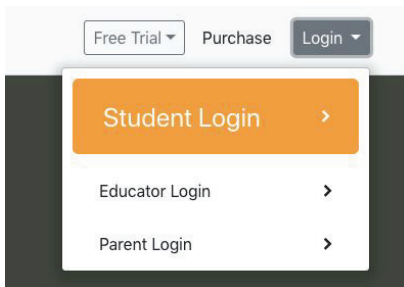 Free Trial Purchase Login
Student Login
Educator Login
Parent Login